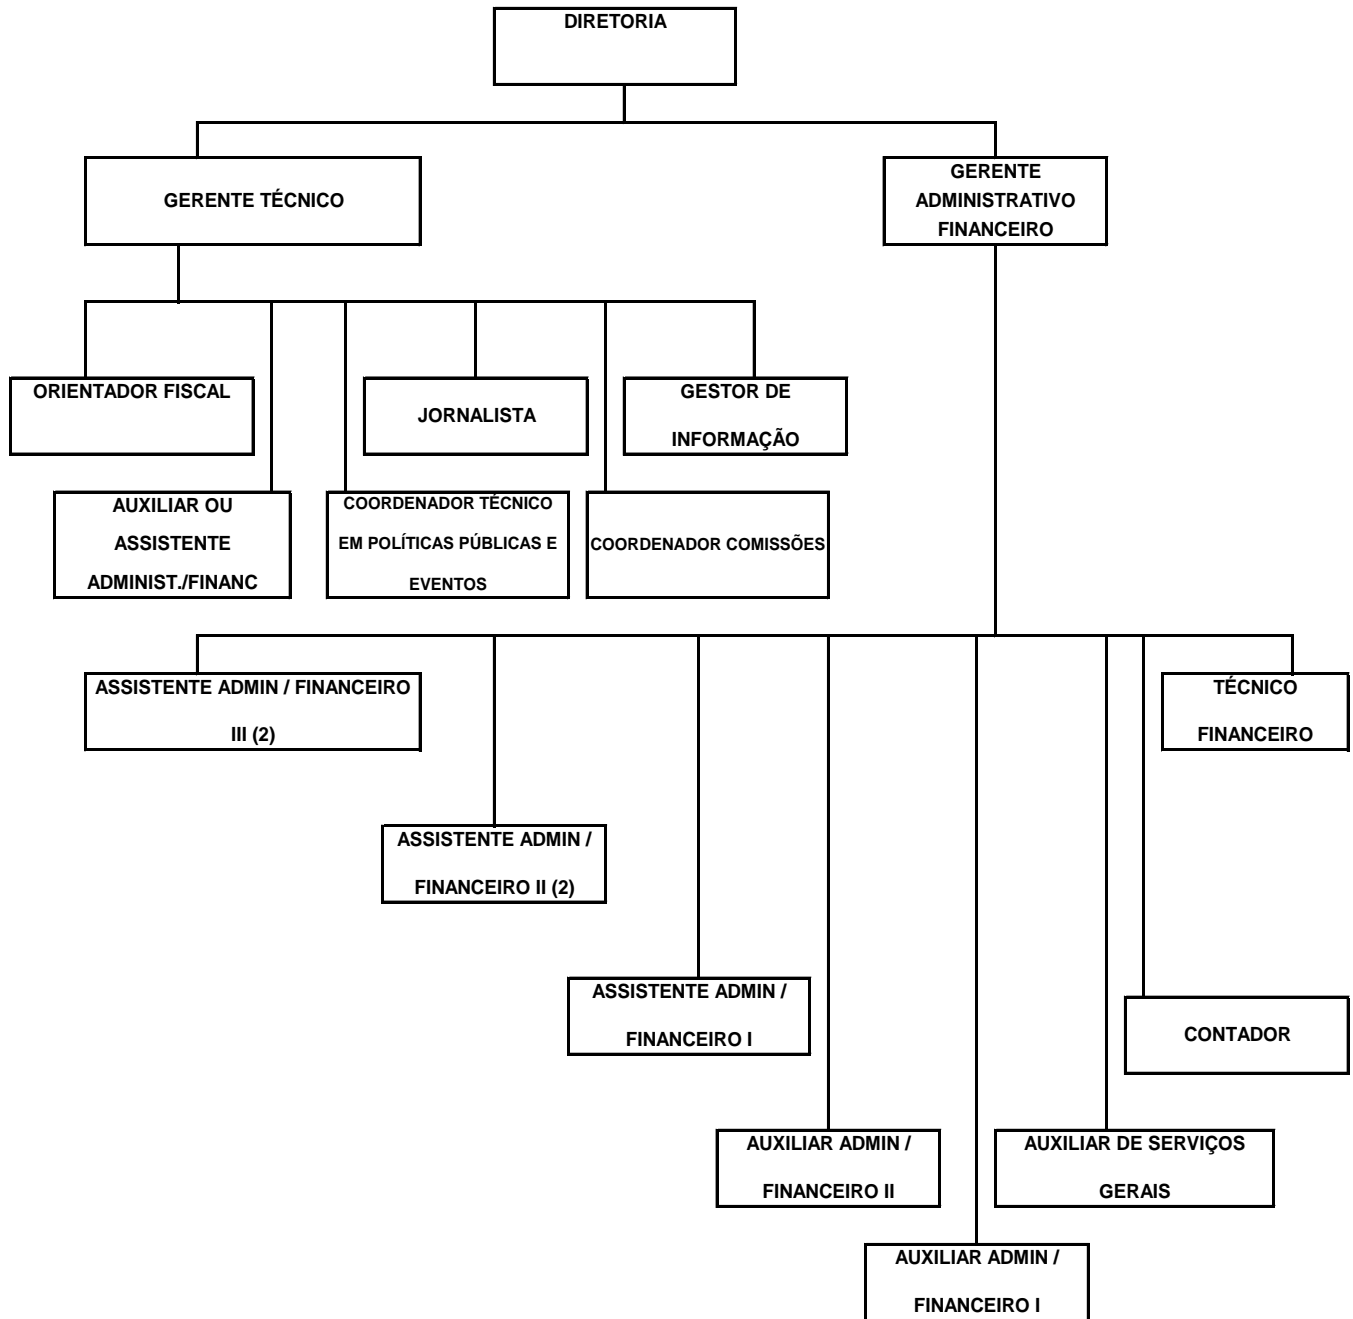 DIRETORIA
GERENTE TÉCNICO
GERENTE
ADMINISTRATIVO
FINANCEIRO
ORIENTADOR FISCAL
JORNALISTA
GESTOR DE
INFORMAÇÃO
AUXILIAR OU
ASSISTENTE
ADMINIST./FINANC
COORDENADOR TÉCNICO
EM POLÍTICAS PÚBLICAS E
EVENTOS
COORDENADOR COMISSÕES
ASSISTENTE ADMIN / FINANCEIRO
III (2)
TÉCNICO
FINANCEIRO
ASSISTENTE ADMIN /
FINANCEIRO II (2)
ASSISTENTE ADMIN /
FINANCEIRO I
CONTADOR
AUXILIAR ADMIN /
FINANCEIRO II
AUXILIAR DE SERVIÇOS
GERAIS
AUXILIAR ADMIN /
FINANCEIRO I